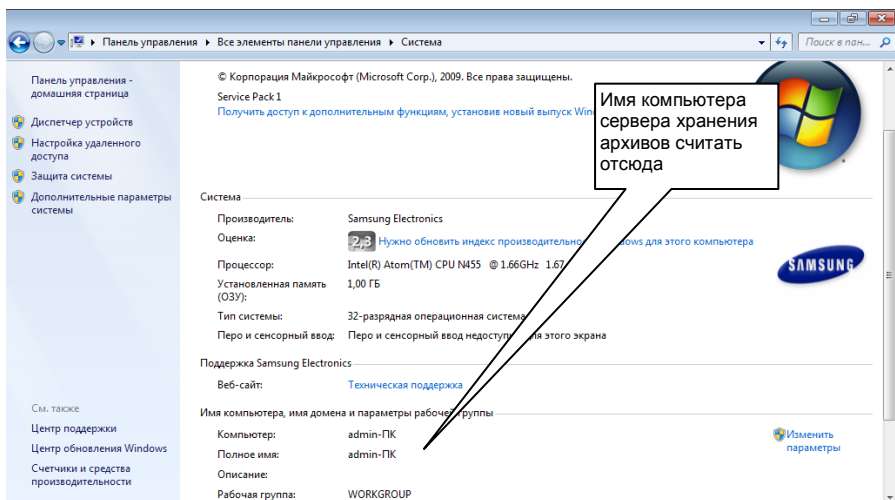 Панель управления ▸ Все элементы панели управления ▸ Система
Поиск в пан...
Панель управления -
домашняя страница
Диспетчер устройств
Настройка удаленного
доступа
Защита системы
Дополнительные параметры
системы
См. также
Центр поддержки
Центр обновления Windows
Счетчики и средства
производительности
© Корпорация Майкрософт (Microsoft Corp.), 2009. Все права защищены.
Service Pack 1
Получить доступ к дополнительным функциям, установив новый выпуск Win
Имя компьютера
сервера хранения
архивов считать
отсюда
Система
Производитель: Samsung Electronics
Оценка: 2,3 Нужно обновить индекс производительно ows для этого компьютера
Процессор: Intel(R) Atom(TM) CPU N455 @ 1.66GHz 1.67
Установленная память
(ОЗУ): 1,00 ГБ
Тип системы: 32-разрядная операционная система
Перо и сенсорный ввод: Перо и сенсорный ввод недоступны для этого экрана
SAMSUNG
Поддержка Samsung Electronics
Веб-сайт: Техническая поддержка
Имя компьютера, имя домена и параметры рабочей группы
Компьютер: admin-ПК
Полное имя: admin-ПК
Описание:
Рабочая группа: WORKGROUP
Изменить
параметры